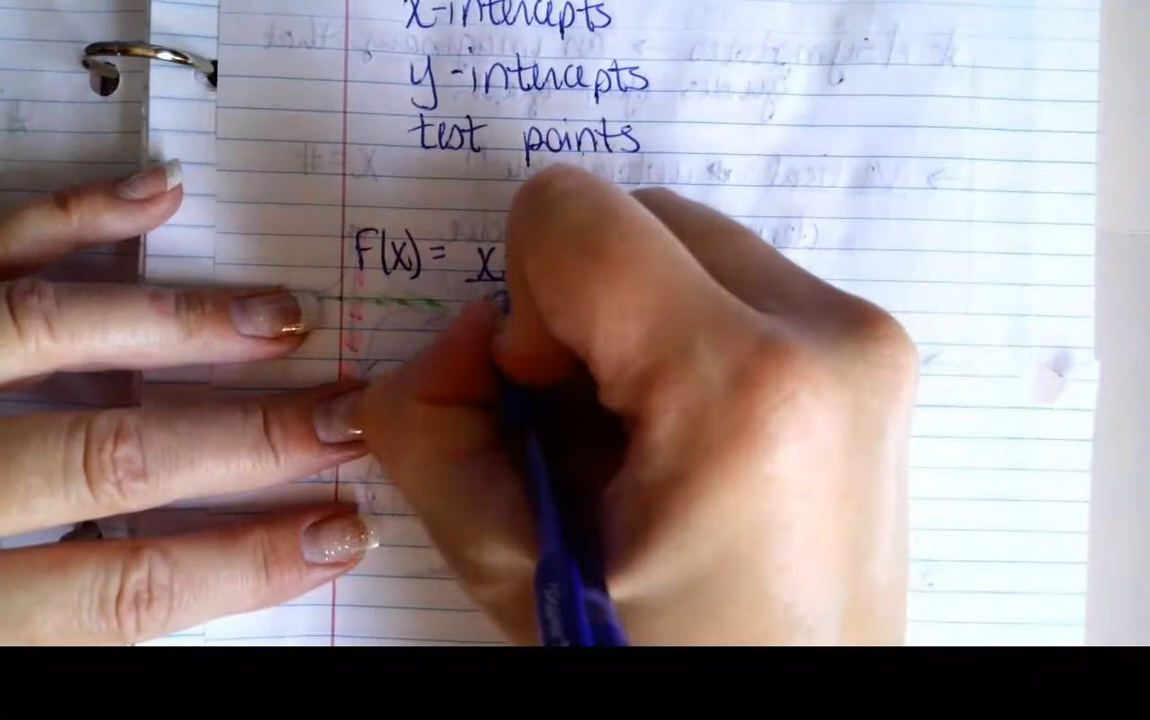 x-intercepts
y-intercepts
test points
F(x) = x